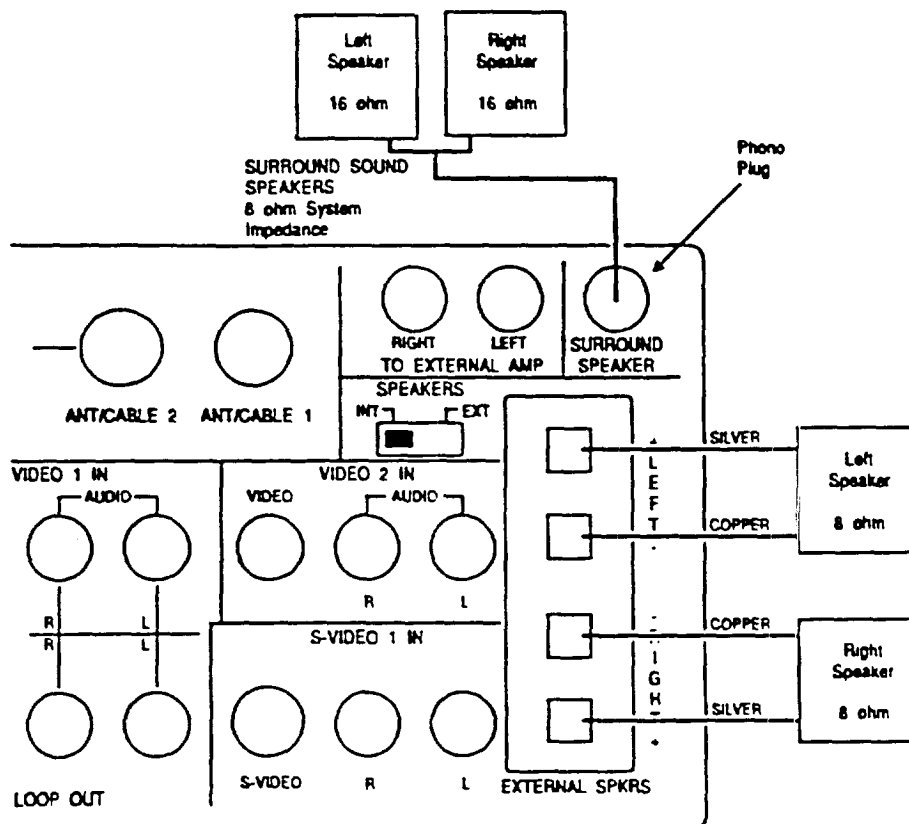 Left
Speaker
16 ohm
Right
Speaker
16 ohm
SURROUND SOUND
SPEAKERS
8 ohm System
Impedance
Phono
Plug
RIGHT
LEFT
TO EXTERNAL AMP
SURROUND
SPEAKER
ANT/CABLE 2
ANT/CABLE 1
SPEAKERS
INT
EXT
VIDEO 1 IN
AUDIO
R
L
R
L
LOOP OUT
VIDEO 2 IN
VIDEO
AUDIO
R
L
S-VIDEO 1 IN
S-VIDEO
R
L
EXTERNAL SPKRS
+ LEFT -
- RIGHT +
SILVER
COPPER
Left
Speaker
8 ohm
COPPER
SILVER
Right
Speaker
8 ohm